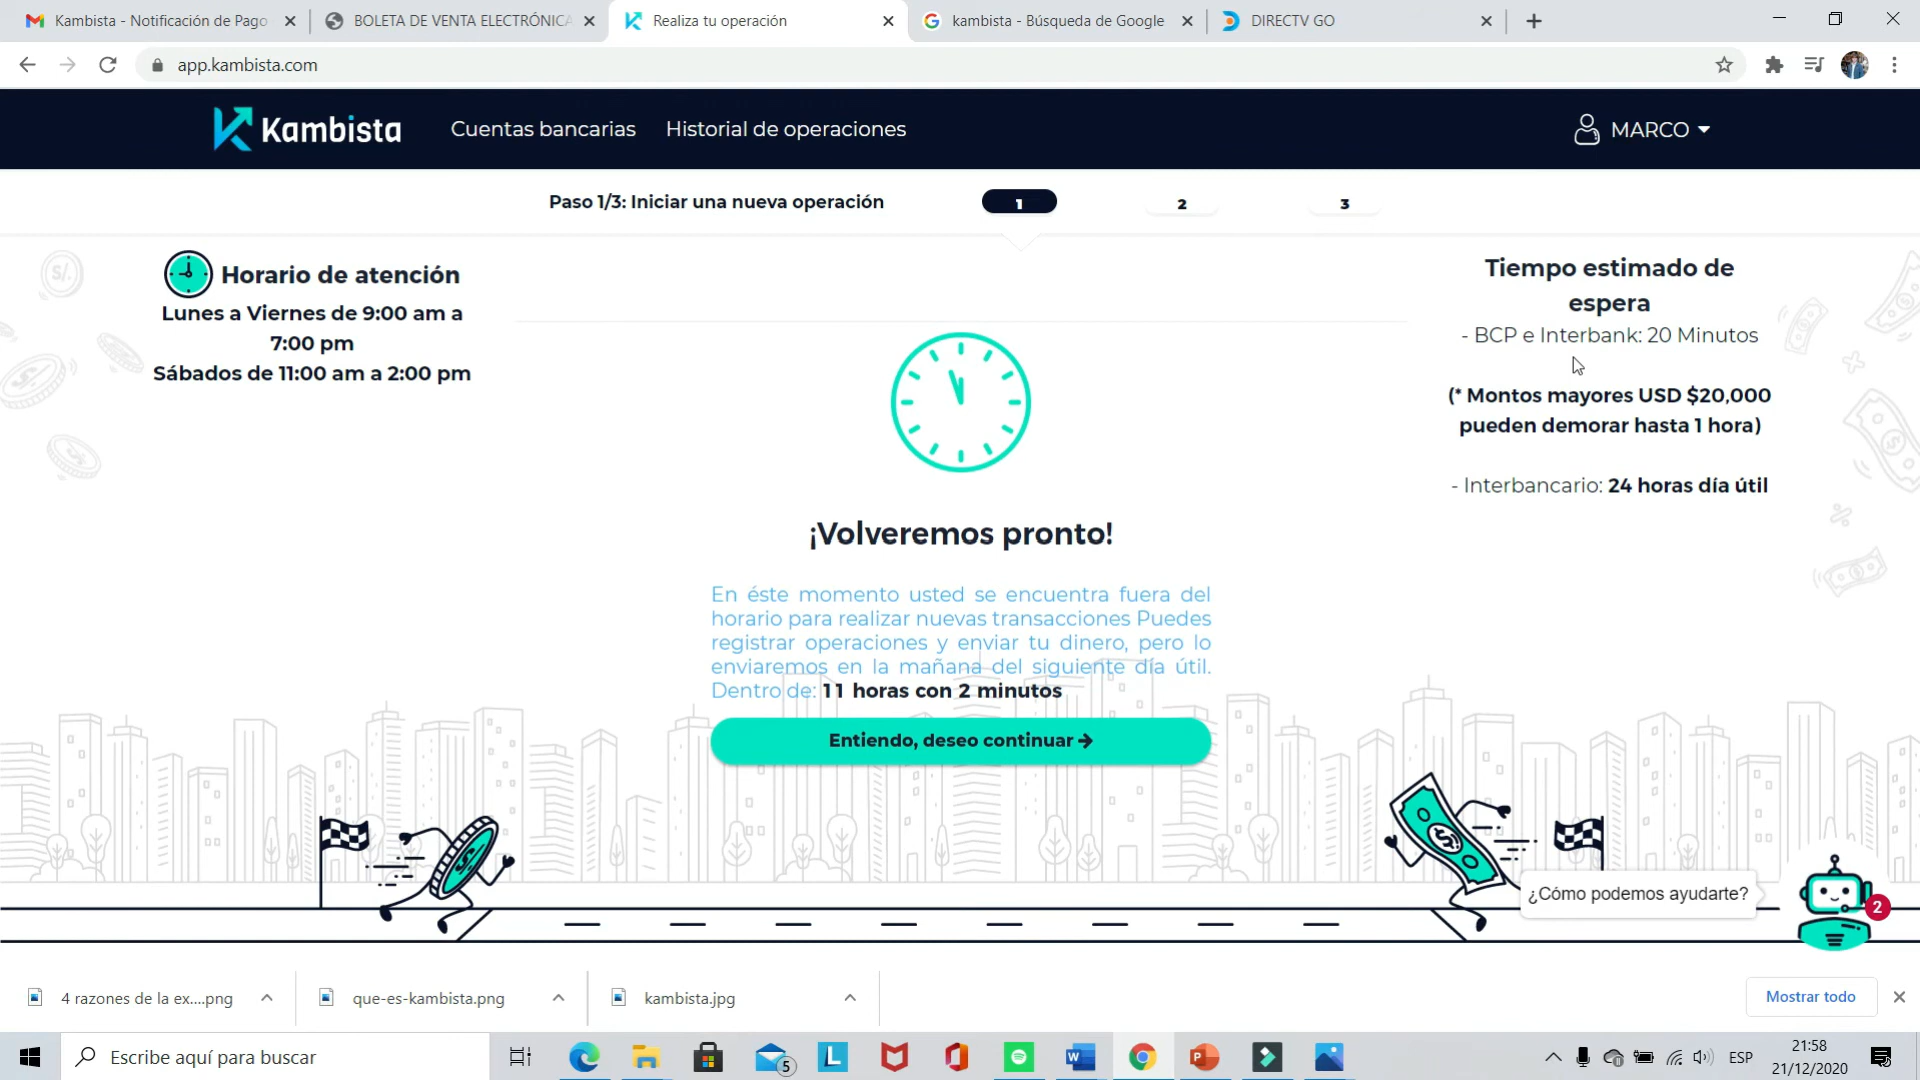 Kambista - Notificación de Pago
BOLETA DE VENTA ELECTRÓNICA
Realiza tu operación
kambista - Búsqueda de Google
DIRECTV GO
app.kambista.com
Kambista
Cuentas bancarias
Historial de operaciones
MARCO
Paso 1/3: Iniciar una nueva operación
1
2
3
Horario de atención
Lunes a Viernes de 9:00 am a
7:00 pm
Sábados de 11:00 am a 2:00 pm
Tiempo estimado de
espera
- BCP e Interbank: 20 Minutos
(* Montos mayores USD $20,000
pueden demorar hasta 1 hora)
- Interbancario: 24 horas día útil
¡Volveremos pronto!
En éste momento usted se encuentra fuera del
horario para realizar nuevas transacciones Puedes
registrar operaciones y enviar tu dinero, pero lo
enviaremos en la mañana del siguiente día útil.
Dentro de: 11 horas con 2 minutos
Entiendo, deseo continuar →
¿Cómo podemos ayudarte?
2
4 razones de la ex....png
que-es-kambista.png
kambista.jpg
Mostrar todo
Escribe aquí para buscar
5
ESP
21:58
21/12/2020